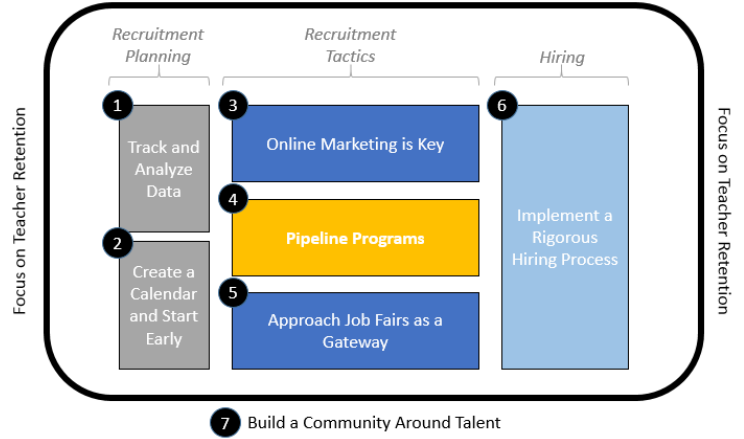 Recruitment
Planning
Recruitment
Tactics
Hiring
Focus on Teacher Retention
1
Track and
Analyze
Data
2
Create a
Calendar
and Start
Early
3
Online Marketing is Key
4
Pipeline Programs
5
Approach Job Fairs as a
Gateway
6
Implement a
Rigorous
Hiring Process
Focus on Teacher Retention
7 Build a Community Around Talent